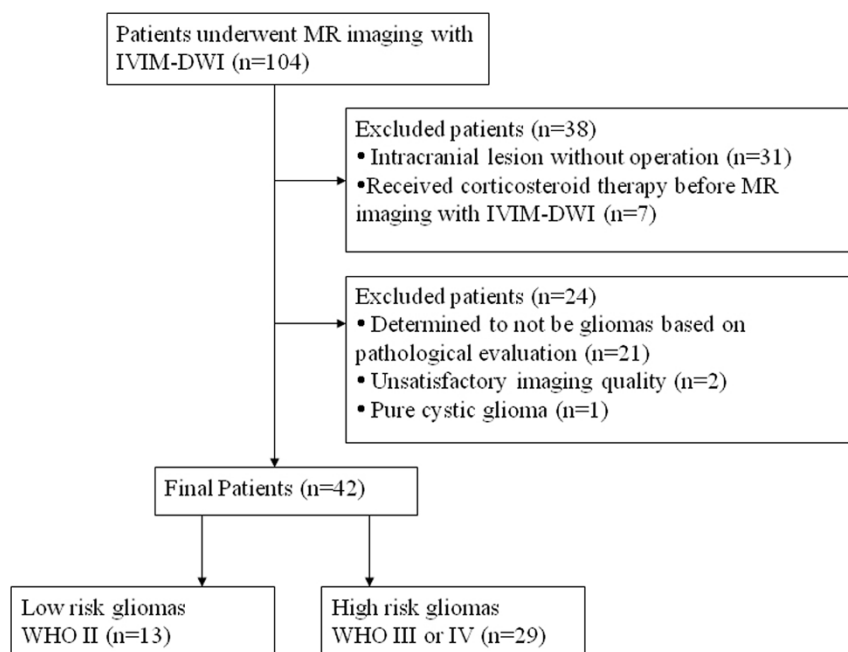 Patients underwent MR imaging with
IVIM-DWI (n=104)
Excluded patients (n=38)
• Intracranial lesion without operation (n=31)
•Received corticosteroid therapy before MR
imaging with IVIM-DWI (n=7)
Excluded patients (n=24)
• Determined to not be gliomas based on
pathological evaluation (n=21)
• Unsatisfactory imaging quality (n=2)
• Pure cystic glioma (n=1)
Final Patients (n=42)
Low risk gliomas
WHO II (n=13)
High risk gliomas
WHO III or IV (n=29)